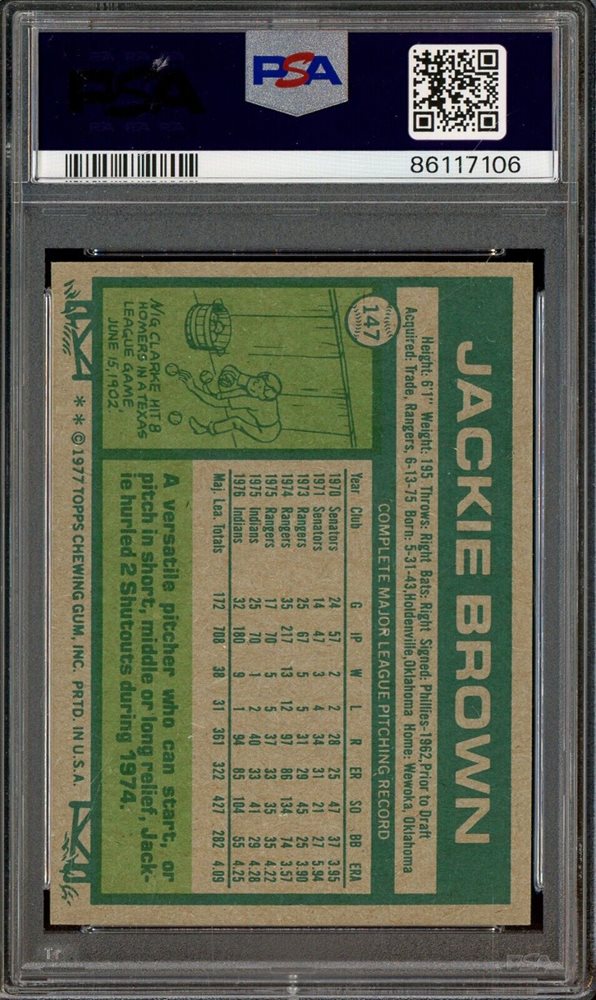 PSA
PSA
86117106
147
JACKIE BROWN
Height: 6'1" Weight: 195 Throws: Right Bats: Right Signed: Phillies-1962, Prior to Draft
Acquired: Trade, Rangers, 6-13-75 Born: 5-31-43, Holdenville, Oklahoma Home: Wewoka, Oklahoma
COMPLETE MAJOR LEAGUE PITCHING RECORD
Year Club G IP W L R ER SO BB ERA
1970 Senators 24 57 2 2 28 25 47 37 3.95
1971 Senators 14 47 3 4 34 31 21 27 5.94
1973 Rangers 25 67 5 5 31 29 45 25 3.90
1974 Rangers 35 217 13 12 97 86 134 74 3.57
1975 Rangers 17 70 5 5 37 33 35 35 4.22
1975 Indians 25 70 1 2 40 33 41 29 4.28
1976 Indians 32 180 9 1 94 85 104 55 4.25
Maj. Lea. Totals 172 708 38 31 361 322 427 282 4.09
NIG CLARKE HIT 8
HOMERS IN A TEXAS
LEAGUE GAME,
JUNE 15, 1902
A versatile pitcher who can start, or
pitch in short, middle or long relief, Jack-
ie hurled 2 Shutouts during 1974.
** © 1977 TOPPS CHEWING GUM, INC. PRTD. IN U.S.A.
PSA